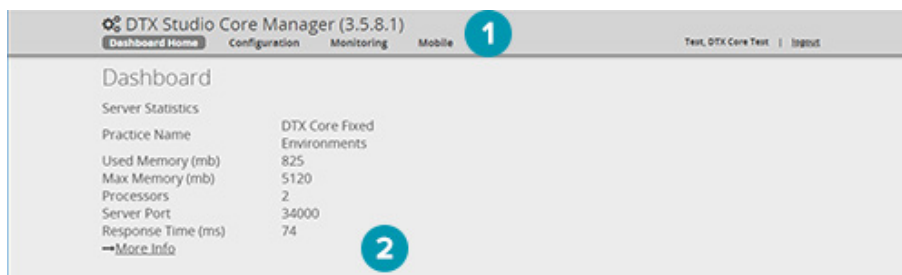 DTX Studio Core Manager (3.5.8.1)
Dashboard Home Configuration Monitoring Mobile 1 Test, DTX Core Test | logout
Dashboard
Server Statistics
Practice Name DTX Core Fixed
Environments
Used Memory (mb) 825
Max Memory (mb) 5120
Processors 2
Server Port 34000
Response Time (ms) 74
→More Info 2